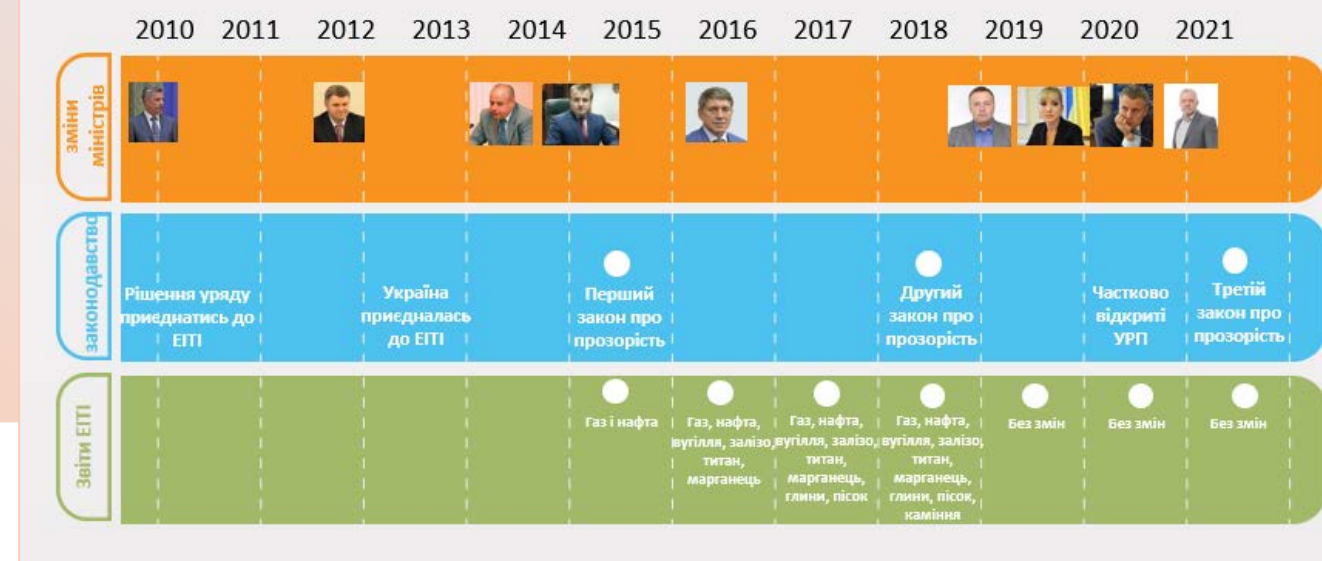 2010 2011 2012 2013 2014 2015 2016 2017 2018 2019 2020 2021
зміни
міністрів
законодавство
Рішення уряду
приєднатись до
ЕІТІ
Україна
приєдналась
до ЕІТІ
Перший
закон про
прозорість
Другий
закон про
прозорість
Частково
відкриті
УРП
Третій
закон про
прозорість
Звіти ЕІТІ
Газ і нафта
Газ, нафта,
вугілля, залізо,
титан,
марганець
Газ, нафта,
вугілля, залізо,
титан,
марганець,
глини, пісок
Газ, нафта,
вугілля, залізо,
титан,
марганець,
глини, пісок,
каміння
Без змін
Без змін
Без змін